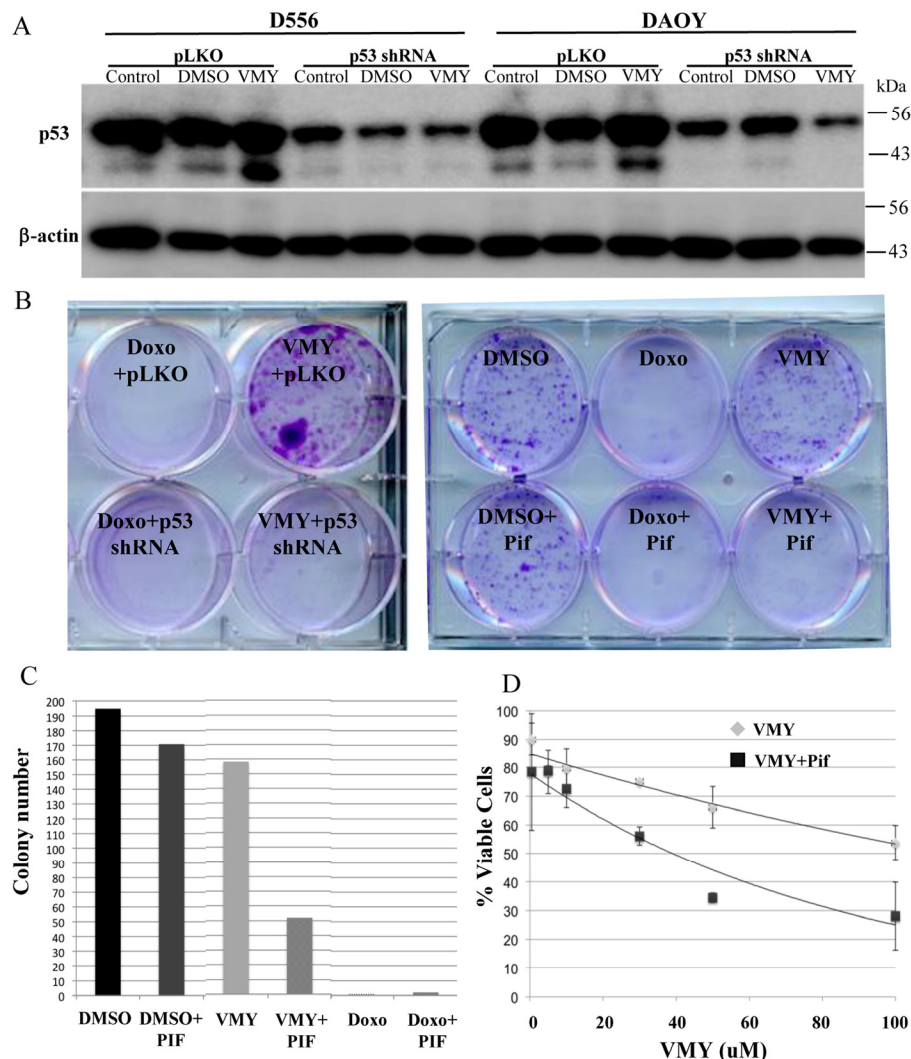 A
D556
DAOY
pLKO
p53 shRNA
pLKO
p53 shRNA
Control DMSO VMY Control DMSO VMY Control DMSO VMY Control DMSO VMY
kDa
p53
56
43
β-actin
56
43
B
Doxo
+pLKO
VMY
+pLKO
Doxo+p53
shRNA
VMY+p53
shRNA
DMSO
Doxo
VMY
DMSO+
Pif
Doxo+
Pif
VMY+
Pif
C
Colony number
200
190
180
170
160
150
140
130
120
110
100
90
80
70
60
50
40
30
20
10
0
DMSO
DMSO+
PIF
VMY
VMY+
PIF
Doxo
Doxo+
PIF
D
% Viable Cells
100
90
80
70
60
50
40
30
20
10
0
VMY
VMY+Pif
0 20 40 60 80 100
VMY (uM)